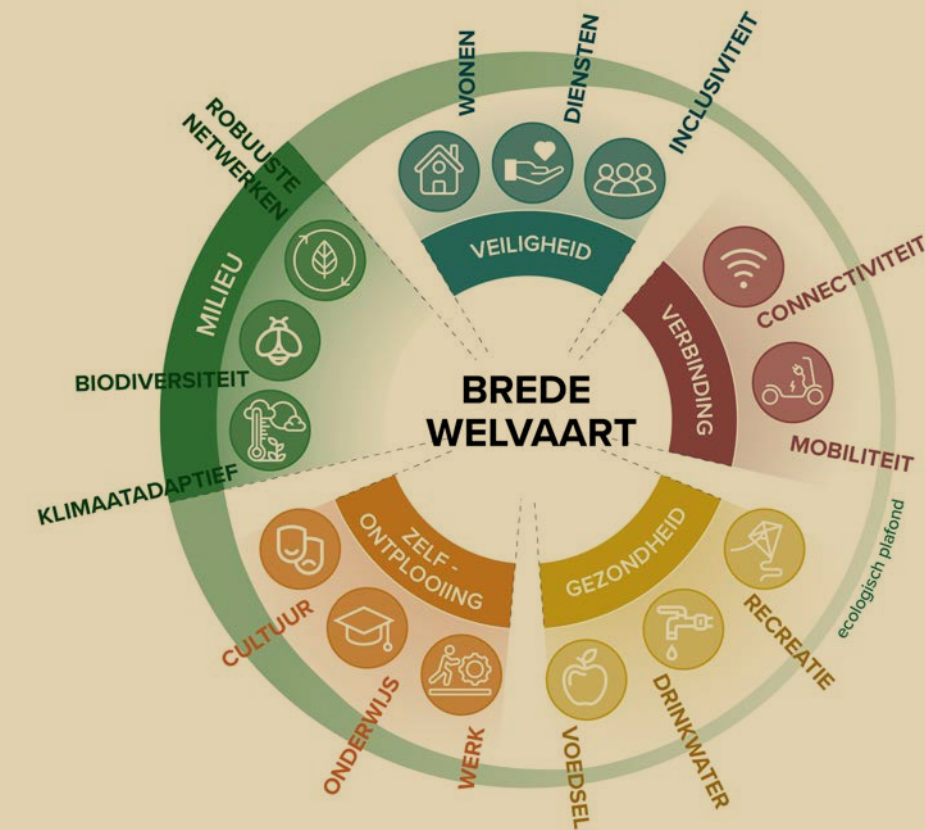 BREDE
WELVAART
VEILIGHEID
WONEN
DIENSTEN
INCLUSIVITEIT
VERBINDING
CONNECTIVITEIT
MOBILITEIT
GEZONDHEID
RECREATIE
DRINKWATER
VOEDSEL
ZELF-
ONTPLOOIING
WERK
ONDERWIJS
CULTUUR
MILIEU
KLIMAATADAPTIEF
BIODIVERSITEIT
ROBUUSTE
NETWERKEN
ecologisch plafond